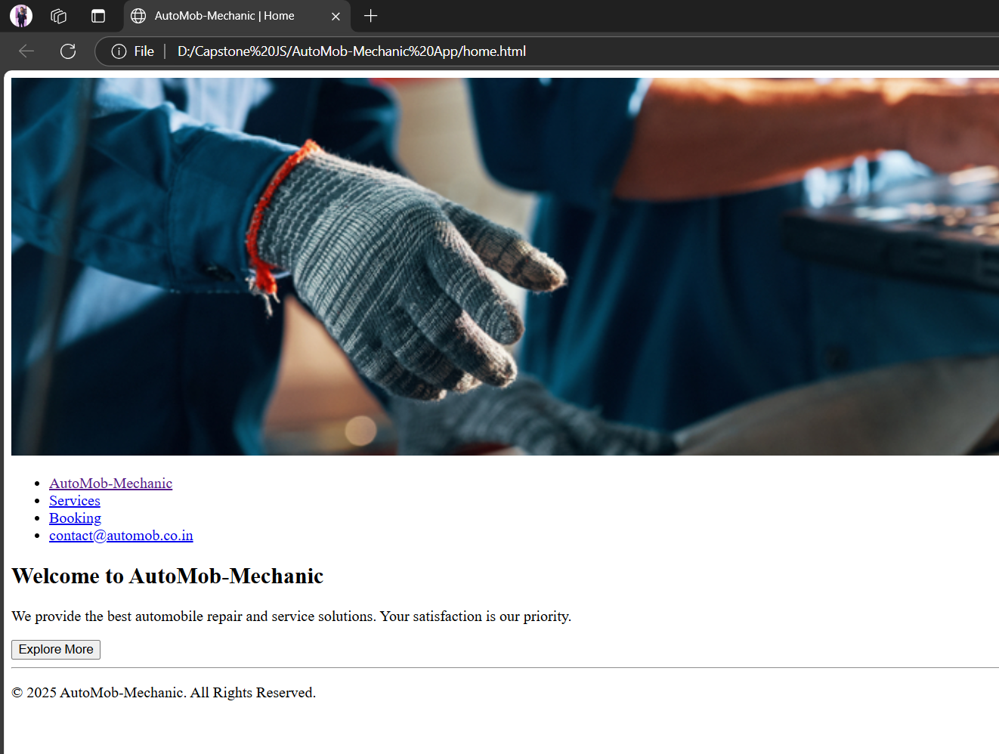 AutoMob-Mechanic | Home
File | D:/Capstone%20JS/AutoMob-Mechanic%20App/home.html
AutoMob-Mechanic
Services
Booking
contact@automob.co.in
Welcome to AutoMob-Mechanic
We provide the best automobile repair and service solutions. Your satisfaction is our priority.
Explore More
© 2025 AutoMob-Mechanic. All Rights Reserved.